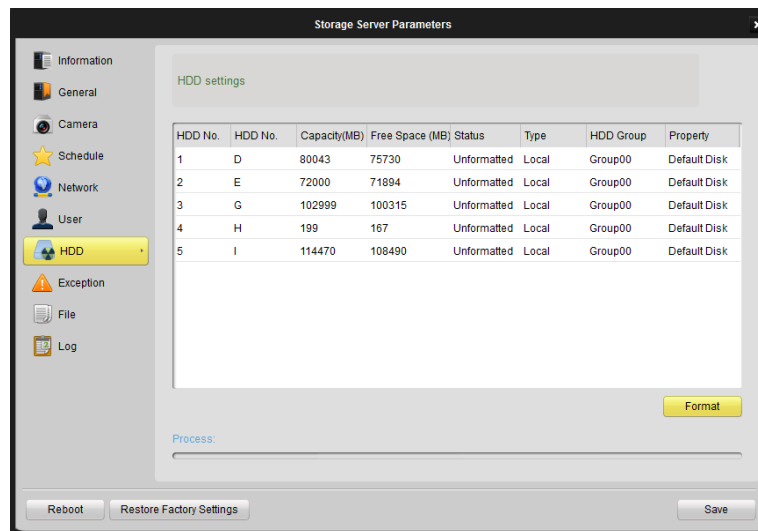 Storage Server Parameters
Information
General
Camera
Schedule
Network
User
HDD
Exception
File
Log
HDD settings
HDD No. HDD No. Capacity(MB) Free Space (MB) Status Type HDD Group Property
1 D 80043 75730 Unformatted Local Group00 Default Disk
2 E 72000 71894 Unformatted Local Group00 Default Disk
3 G 102999 100315 Unformatted Local Group00 Default Disk
4 H 199 167 Unformatted Local Group00 Default Disk
5 I 114470 108490 Unformatted Local Group00 Default Disk
Format
Process:
Reboot Restore Factory Settings Save